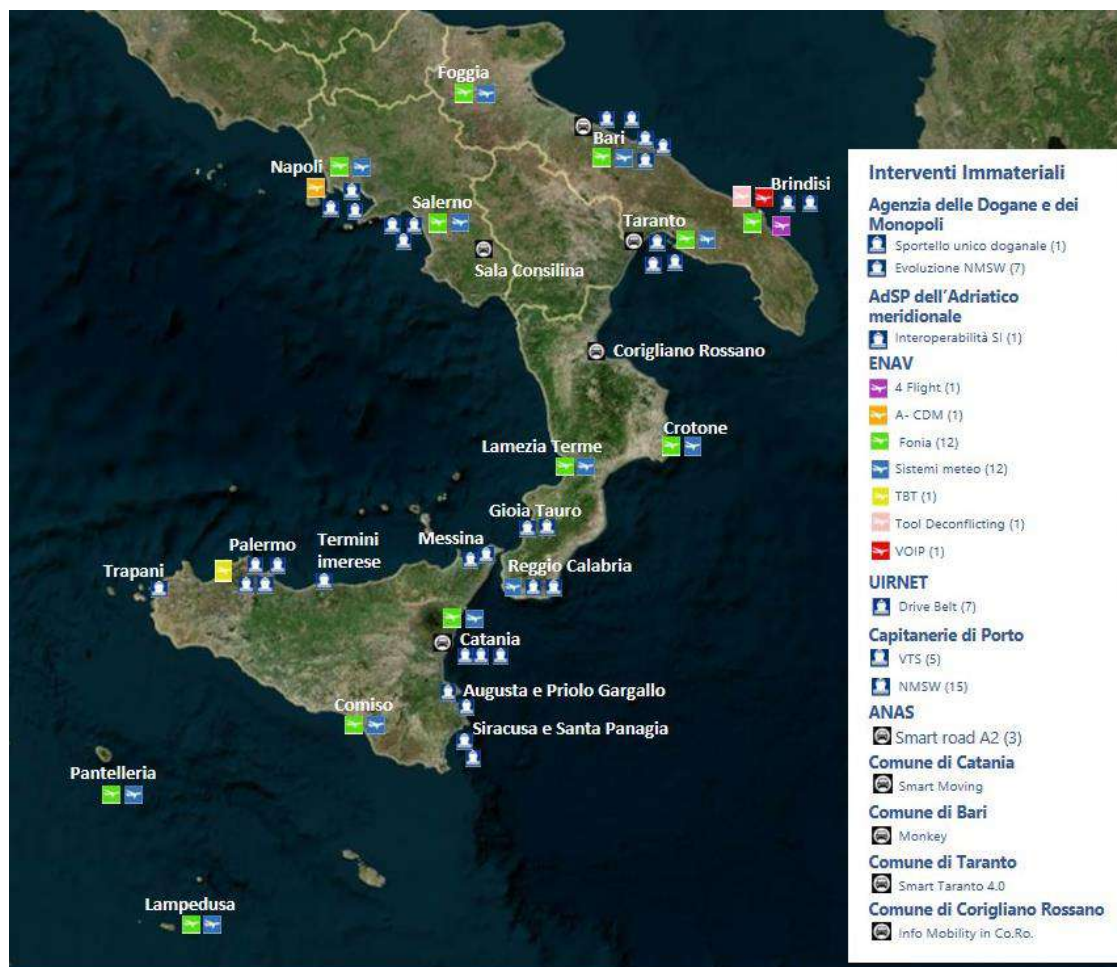 Foggia
Bari
Napoli
Brindisi
Salerno
Taranto
Sala Consilina
Corigliano Rossano
Crotone
Lamezia Terme
Gioia Tauro
Messina
Termini
imerese
Palermo
Trapani
Reggio Calabria
Catania
Augusta e Priolo Gargallo
Comiso
Siracusa e Santa Panagia
Pantelleria
Lampedusa
Interventi Immateriali
Agenzia delle Dogane e dei
Monopoli
Sportello unico doganale (1)
Evoluzione NMSW (7)
AdSP dell'Adriatico
meridionale
Interoperabilità SI (1)
ENAV
4 Flight (1)
A- CDM (1)
Fonia (12)
Sistemi meteo (12)
TBT (1)
Tool Deconflicting (1)
VOIP (1)
UIRNET
Drive Belt (7)
Capitanerie di Porto
VTS (5)
NMSW (15)
ANAS
Smart road A2 (3)
Comune di Catania
Smart Moving
Comune di Bari
Monkey
Comune di Taranto
Smart Taranto 4.0
Comune di Corigliano Rossano
Info Mobility in Co.Ro.